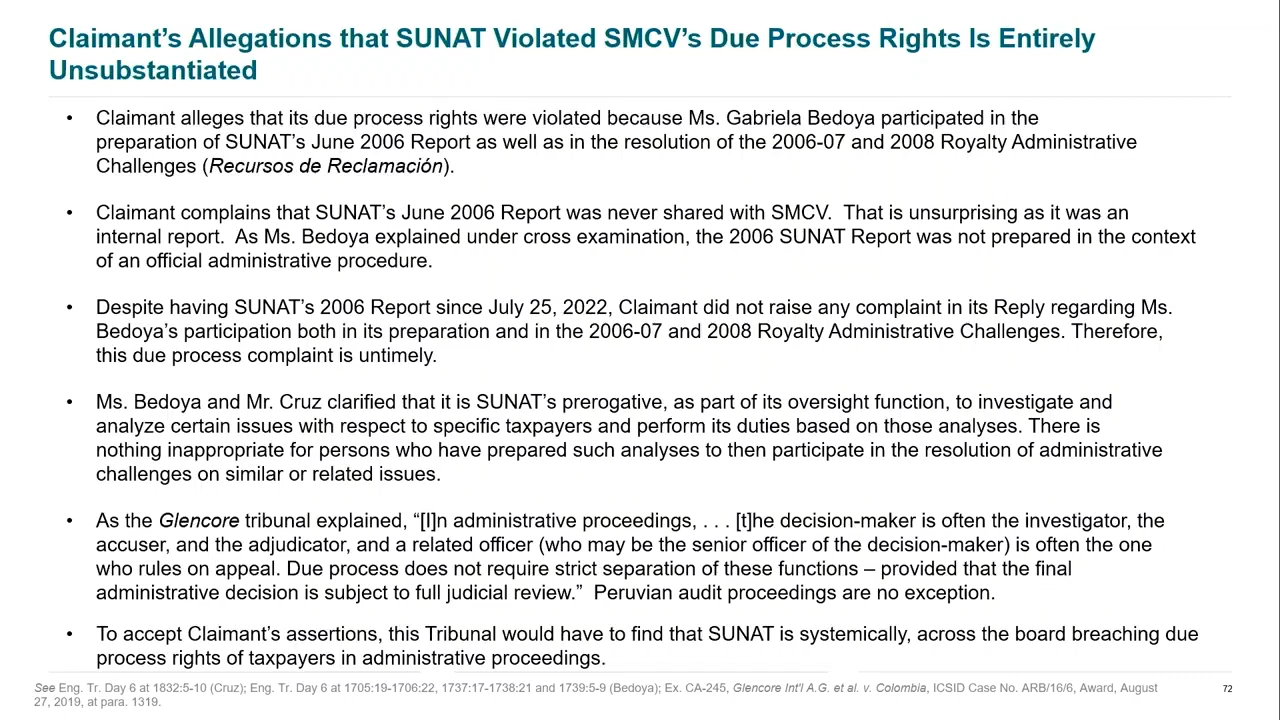 Claimant’s Allegations that SUNAT Violated SMCV’s Due Process Rights Is Entirely
Unsubstantiated
• Claimant alleges that its due process rights were violated because Ms. Gabriela Bedoya participated in the
preparation of SUNAT’s June 2006 Report as well as in the resolution of the 2006-07 and 2008 Royalty Administrative
Challenges (Recursos de Reclamación).
• Claimant complains that SUNAT’s June 2006 Report was never shared with SMCV. That is unsurprising as it was an
internal report. As Ms. Bedoya explained under cross examination, the 2006 SUNAT Report was not prepared in the context
of an official administrative procedure.
• Despite having SUNAT’s 2006 Report since July 25, 2022, Claimant did not raise any complaint in its Reply regarding Ms.
Bedoya’s participation both in its preparation and in the 2006-07 and 2008 Royalty Administrative Challenges. Therefore,
this due process complaint is untimely.
• Ms. Bedoya and Mr. Cruz clarified that it is SUNAT’s prerogative, as part of its oversight function, to investigate and
analyze certain issues with respect to specific taxpayers and perform its duties based on those analyses. There is
nothing inappropriate for persons who have prepared such analyses to then participate in the resolution of administrative
challenges on similar or related issues.
• As the Glencore tribunal explained, “[I]n administrative proceedings, . . . [t]he decision-maker is often the investigator, the
accuser, and the adjudicator, and a related officer (who may be the senior officer of the decision-maker) is often the one
who rules on appeal. Due process does not require strict separation of these functions – provided that the final
administrative decision is subject to full judicial review.” Peruvian audit proceedings are no exception.
• To accept Claimant’s assertions, this Tribunal would have to find that SUNAT is systemically, across the board breaching due
process rights of taxpayers in administrative proceedings.
See Eng. Tr. Day 6 at 1832:5-10 (Cruz); Eng. Tr. Day 6 at 1705:19-1706:22, 1737:17-1738:21 and 1739:5-9 (Bedoya); Ex. CA-245, Glencore Int'l A.G. et al. v. Colombia, ICSID Case No. ARB/16/6, Award, August
27, 2019, at para. 1319.
72